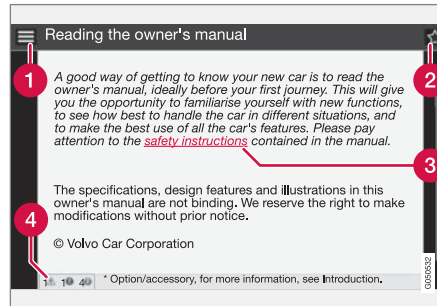 Reading the owner's manual
1
2
A good way of getting to know your new car is to read the
owner's manual, ideally before your first journey. This will give
you the opportunity to familiarise yourself with new functions,
to see how best to handle the car in different situations, and
to make the best use of all the car's features. Please pay
attention to the safety instructions contained in the manual.
3
The specifications, design features and illustrations in this
owner's manual are not binding. We reserve the right to make
modifications without prior notice.
4
© Volvo Car Corporation
1 1 4 * Option/accessory, for more information, see Introduction.
G050532